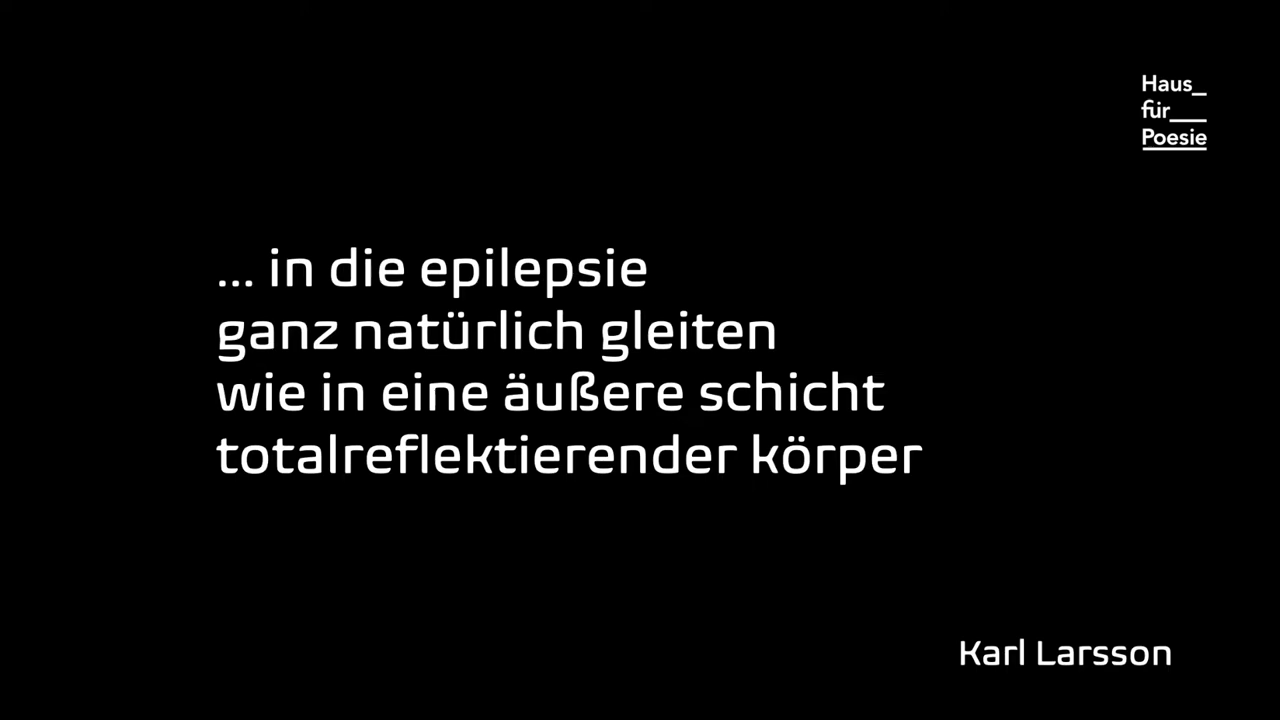 Haus_
für___
Poesie
... in die epilepsie
ganz natürlich gleiten
wie in eine äußere schicht
totalreflektierender körper
Karl Larsson